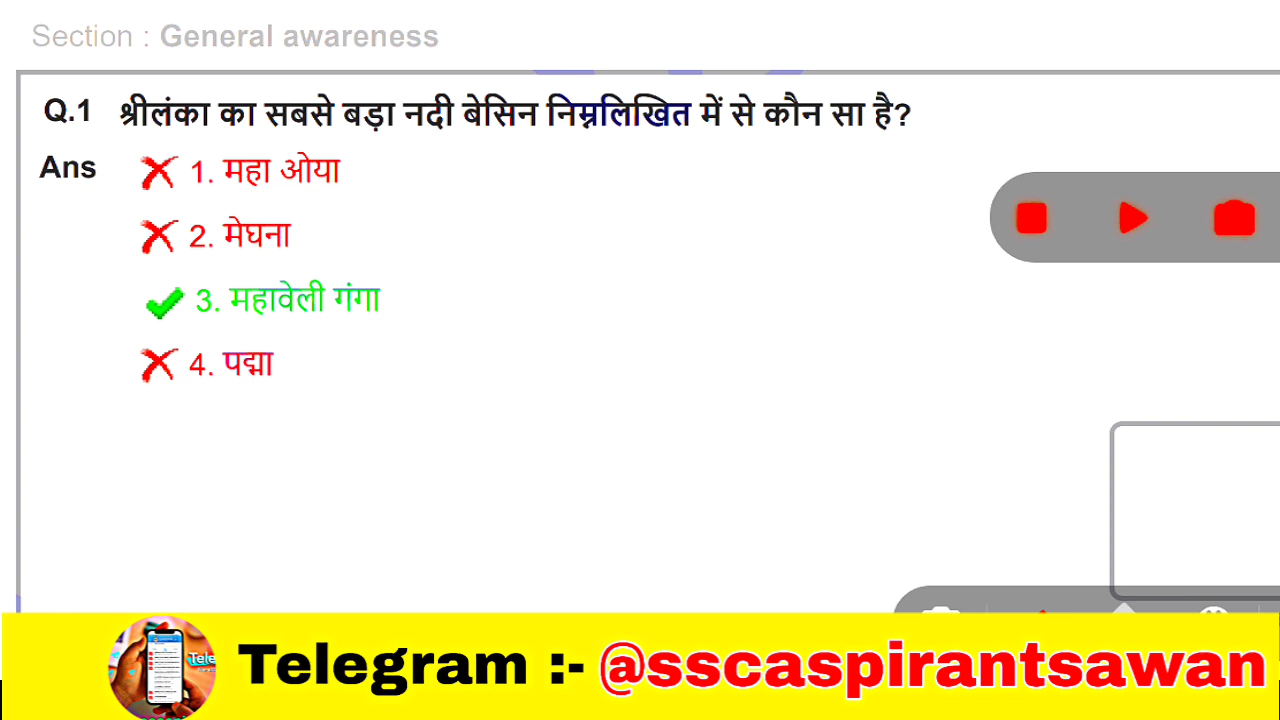 Section : General awareness
Q.1 श्रीलंका का सबसे बड़ा नदी बेसिन निम्नलिखित में से कौन सा है?
Ans 1. महा ओया
2. मेघना
3. महावेली गंगा
4. पद्मा
Telegram :- @sscaspirantsawan